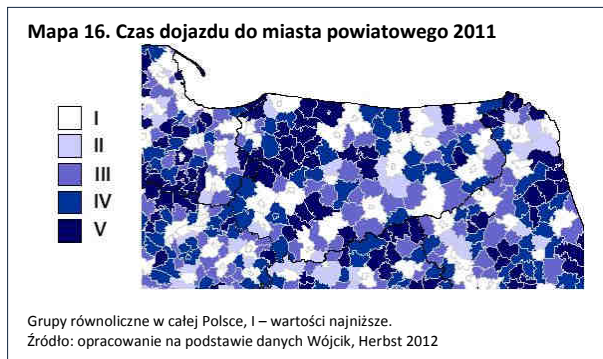 Mapa 16. Czas dojazdu do miasta powiatowego 2011
I
II
III
IV
V
Grupy równoliczne w całej Polsce, I – wartości najniższe.
Źródło: opracowanie na podstawie danych Wójcik, Herbst 2012